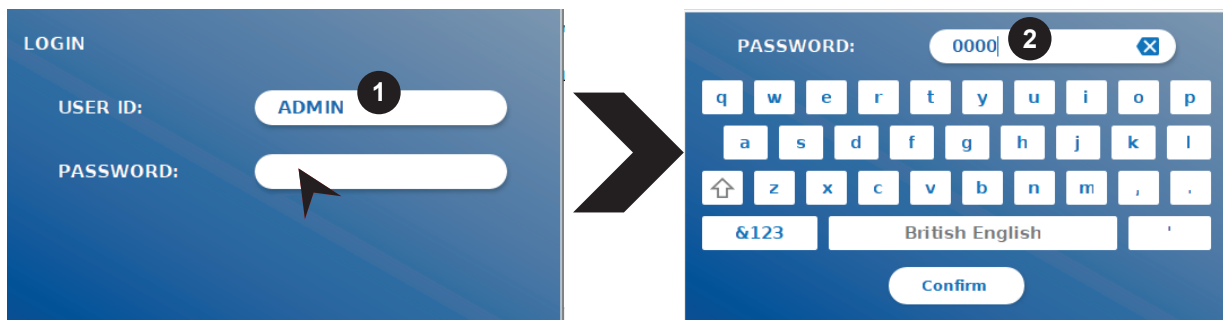 LOGIN
USER ID:
ADMIN
1
PASSWORD:
PASSWORD:
0000
2
q w e r t y u i o p
a s d f g h j k l
z x c v b n m , .
&123 British English '
Confirm